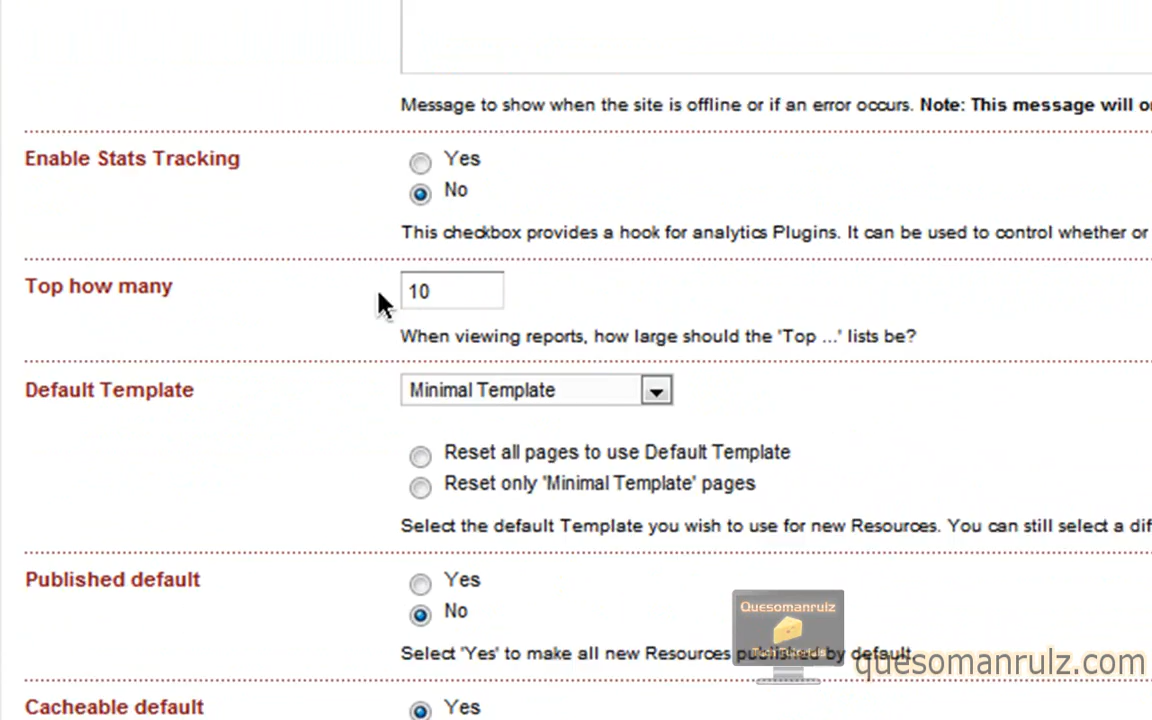 Message to show when the site is offline or if an error occurs. Note: This message will o
Enable Stats Tracking
Yes
No
This checkbox provides a hook for analytics Plugins. It can be used to control whether or
Top how many
10
When viewing reports, how large should the 'Top ...' lists be?
Default Template
Minimal Template
Reset all pages to use Default Template
Reset only 'Minimal Template' pages
Select the default Template you wish to use for new Resources. You can still select a dif
Published default
Yes
No
Select 'Yes' to make all new Resources published by default.
Quesomanrulz
Tech Tutorials
quesomanrulz.com
Cacheable default
Yes